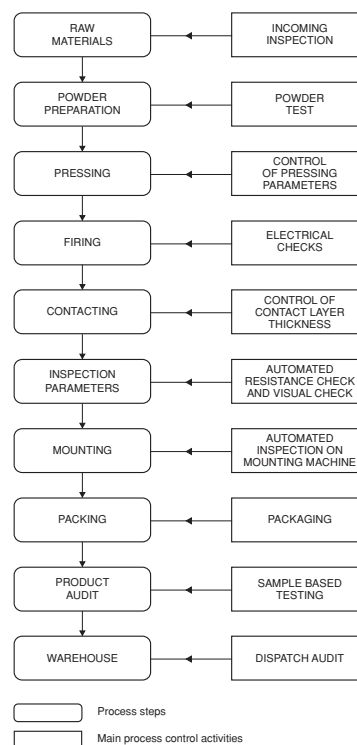 RAW
MATERIALS
INCOMING
INSPECTION
POWDER
PREPARATION
POWDER
TEST
PRESSING
CONTROL
OF PRESSING
PARAMETERS
FIRING
ELECTRICAL
CHECKS
CONTACTING
CONTROL OF
CONTACT LAYER
THICKNESS
INSPECTION
PARAMETERS
AUTOMATED
RESISTANCE CHECK
AND VISUAL CHECK
MOUNTING
AUTOMATED
INSPECTION ON
MOUNTING MACHINE
PACKING
PACKAGING
PRODUCT
AUDIT
SAMPLE BASED
TESTING
WAREHOUSE
DISPATCH AUDIT
Process steps
Main process control activities